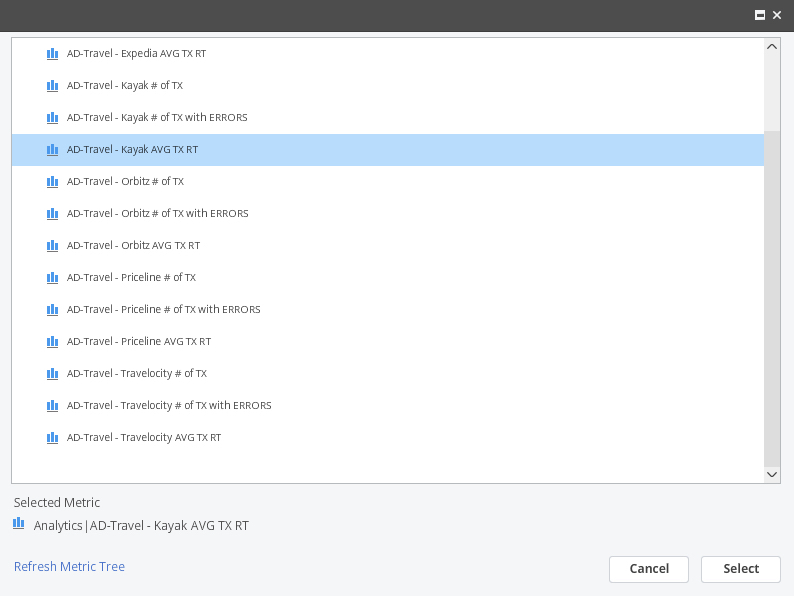 AD-Travel - Expedia AVG TX RT
AD-Travel - Kayak # of TX
AD-Travel - Kayak # of TX with ERRORS
AD-Travel - Kayak AVG TX RT
AD-Travel - Orbitz # of TX
AD-Travel - Orbitz # of TX with ERRORS
AD-Travel - Orbitz AVG TX RT
AD-Travel - Priceline # of TX
AD-Travel - Priceline # of TX with ERRORS
AD-Travel - Priceline AVG TX RT
AD-Travel - Travelocity # of TX
AD-Travel - Travelocity # of TX with ERRORS
AD-Travel - Travelocity AVG TX RT
Selected Metric
Analytics|AD-Travel - Kayak AVG TX RT
Refresh Metric Tree
Cancel
Select